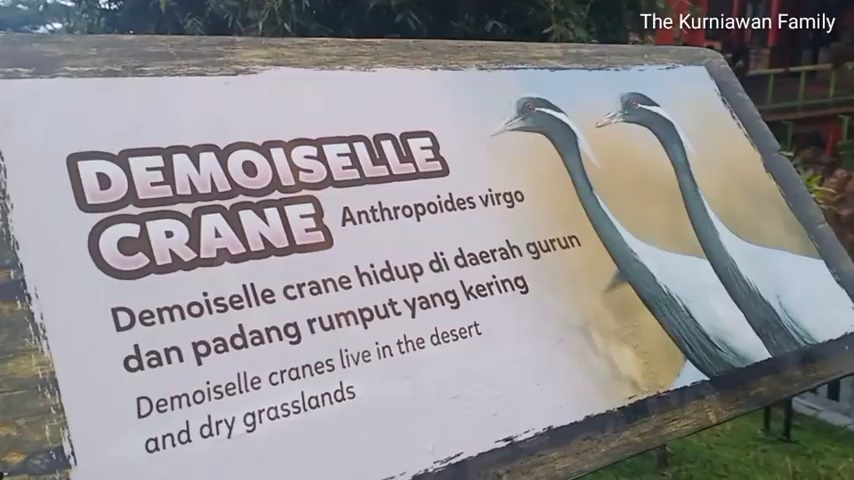 The Kurniawan Family
DEMOISELLE
CRANE Anthropoides virgo
Demoiselle crane hidup di daerah gurun
dan padang rumput yang kering
Demoiselle cranes live in the desert
and dry grasslands